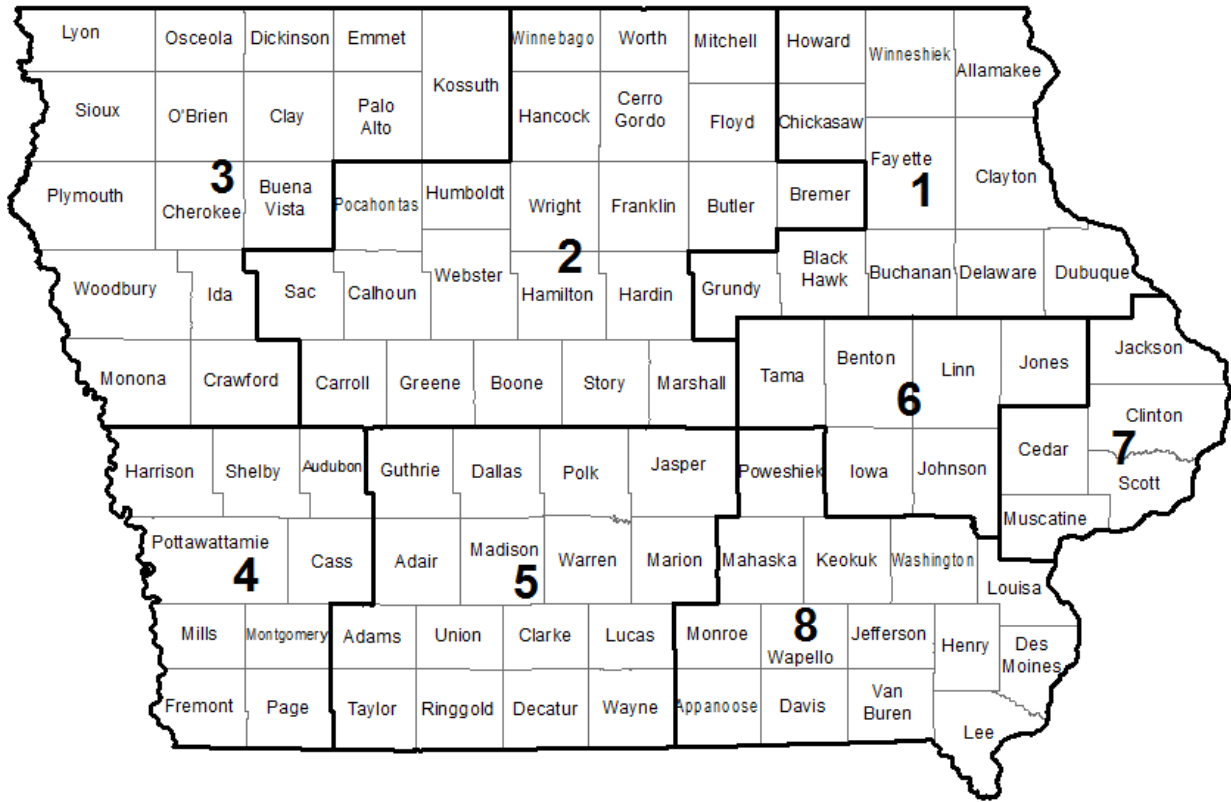 Lyon
Osceola
Dickinson
Emmet
Winnebago
Worth
Mitchell
Howard
Winneshiek
Allamakee
Kossuth
Sioux
O'Brien
Clay
Palo
Alto
Hancock
Cerro
Gordo
Floyd
Chickasaw
Fayette
1
Clayton
Plymouth
3
Cherokee
Buena
Vista
Pocahontas
Humboldt
Wright
Franklin
Butler
Bremer
2
Woodbury
Ida
Sac
Calhoun
Webster
Hamilton
Hardin
Grundy
Black
Hawk
Buchanan
Delaware
Dubuque
Monona
Crawford
Carroll
Greene
Boone
Story
Marshall
Tama
Benton
Linn
Jones
Jackson
6
Clinton
7
Harrison
Shelby
Audubon
Guthrie
Dallas
Polk
Jasper
Poweshiek
Iowa
Johnson
Cedar
Scott
Muscatine
Pottawattamie
4
Cass
Adair
Madison
5
Warren
Marion
Mahaska
Keokuk
Washington
Louisa
Mills
Montgomery
Adams
Union
Clarke
Lucas
Monroe
8
Wapello
Jefferson
Henry
Des
Moines
Fremont
Page
Taylor
Ringgold
Decatur
Wayne
Appanoose
Davis
Van
Buren
Lee